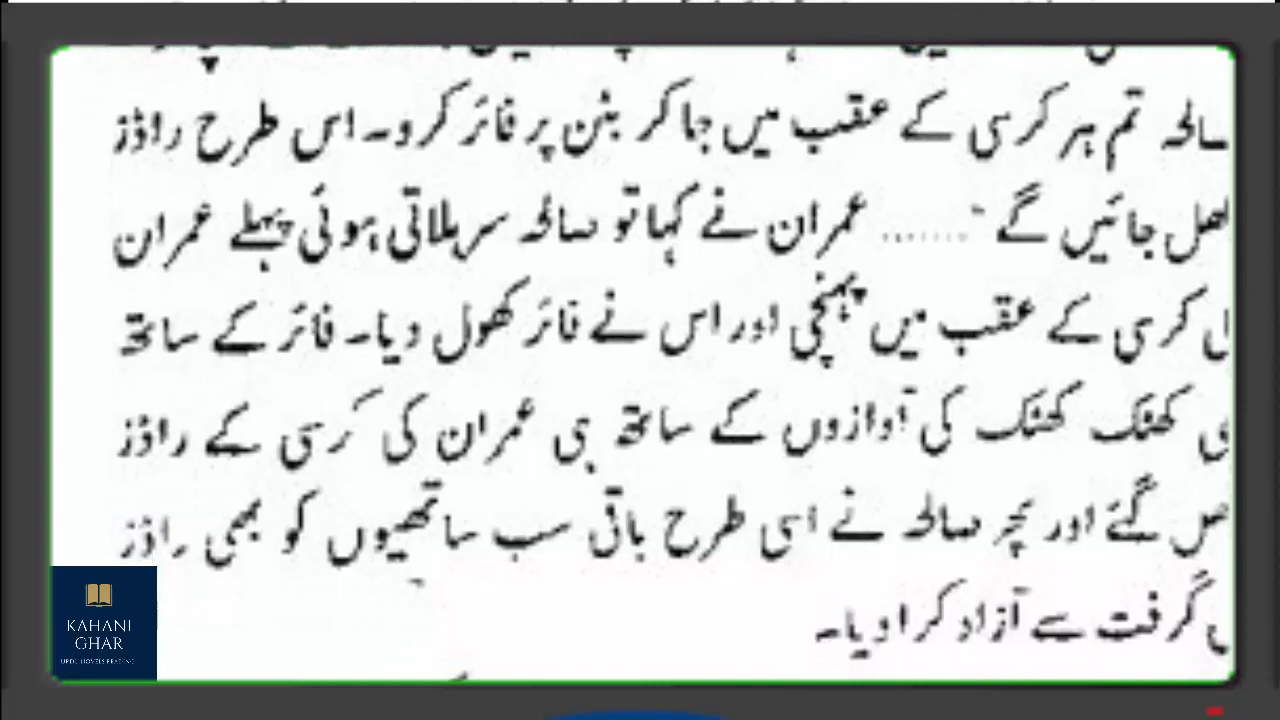 صالحہ تم ہر کرسی کے عقب میں جا کر بٹن پر فائر کرو۔ اس طرح راڈز
کھل جائیں گے"........ عمران نے کہا تو صالحہ سر ہلاتی ہوئی پہلے عمران
کی کرسی کے عقب میں پہنچی اور اس نے فائر کھول دیا۔ فائر کے ساتھ
ہی کھٹک کھٹک کی آوازوں کے ساتھ ہی عمران کی کرسی کے راڈز
کھل گئے اور پھر صالحہ نے اسی طرح باقی سب ساتھیوں کو بھی راڈز
کی گرفت سے آزاد کرا دیا۔
KAHANI
GHAR
URDU NOVELS READING